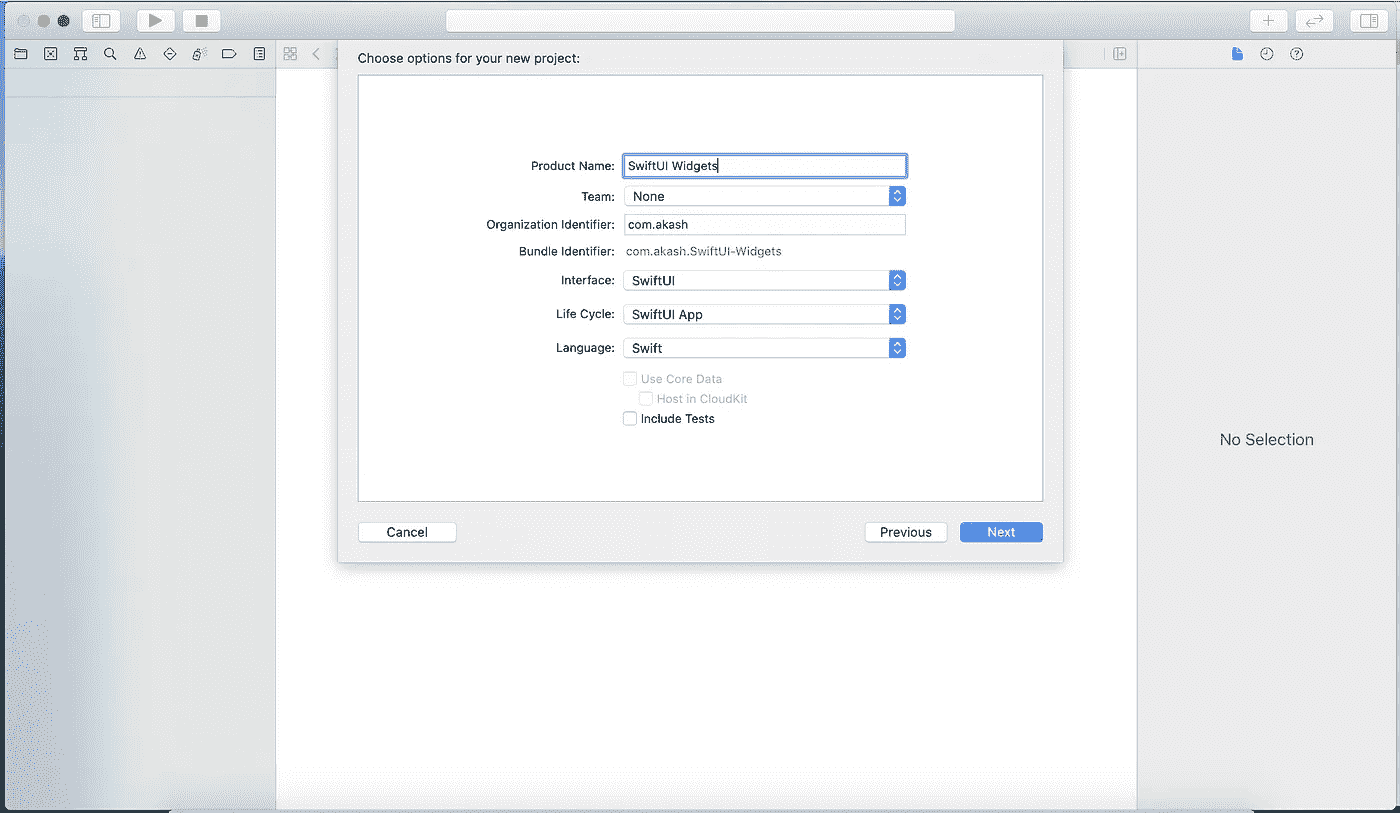 Choose options for your new project:
Product Name: SwiftUI Widgets
Team: None
Organization Identifier: com.akash
Bundle Identifier: com.akash.SwiftUI-Widgets
Interface: SwiftUI
Life Cycle: SwiftUI App
Language: Swift
Use Core Data
Host in CloudKit
Include Tests
No Selection
Cancel Previous Next